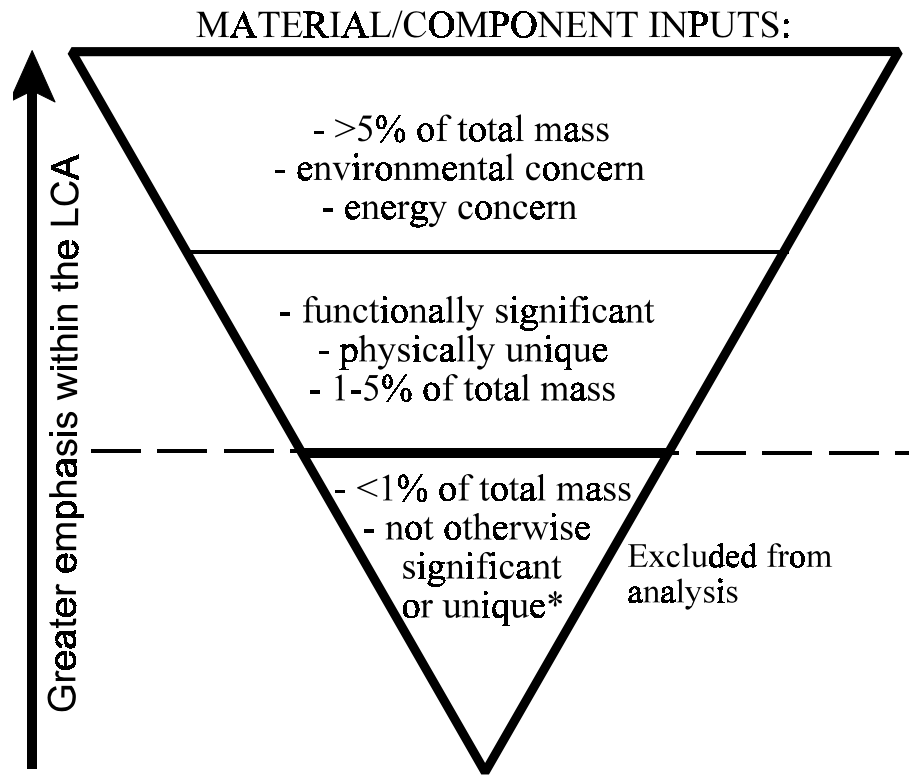 MATERIAL/COMPONENT INPUTS:
- >5% of total mass
- environmental concern
- energy concern
- functionally significant
- physically unique
- 1-5% of total mass
- <1% of total mass
- not otherwise
significant
or unique*
Excluded from
analysis
Greater emphasis within the LCA